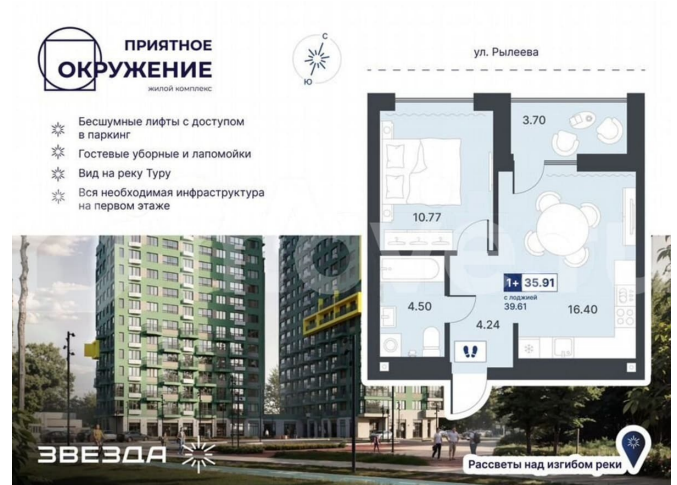 ПРИЯТНОЕ
ОКРУЖЕНИЕ
ЖИЛОЙ КОМПЛЕКС
С
Ю
ул. Рылеева
Бесшумные лифты с доступом
в паркинг
Гостевые уборные и лапомойки
Вид на реку Туру
Вся необходимая инфраструктура
на первом этаже
3.70
10.77
1+ 35.91
с лоджией
39.61
16.40
4.50
4.24
ЗВЕЗДА
Рассветы над изгибом реки